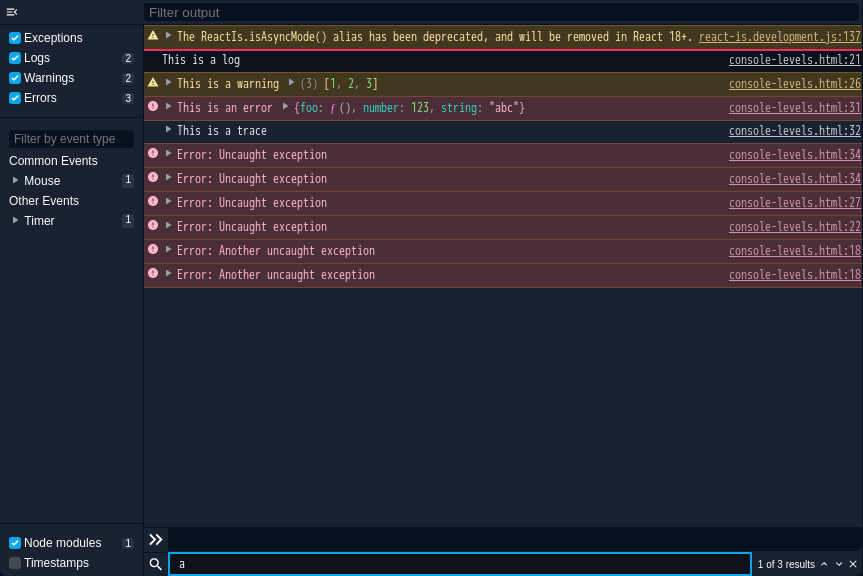 Filter output
Exceptions
Logs 2
Warnings 2
Errors 3
Filter by event type
Common Events
Mouse 1
Other Events
Timer 1
Node modules 1
Timestamps
The ReactIs.isAsyncMode() alias has been deprecated, and will be removed in React 18+. react-is.development.js:137
This is a log console-levels.html:21
This is a warning (3) [1, 2, 3] console-levels.html:26
This is an error {foo: ƒ (), number: 123, string: "abc"} console-levels.html:31
This is a trace console-levels.html:32
Error: Uncaught exception console-levels.html:34
Error: Uncaught exception console-levels.html:34
Error: Uncaught exception console-levels.html:27
Error: Uncaught exception console-levels.html:22
Error: Another uncaught exception console-levels.html:18
Error: Another uncaught exception console-levels.html:18
a 1 of 3 results